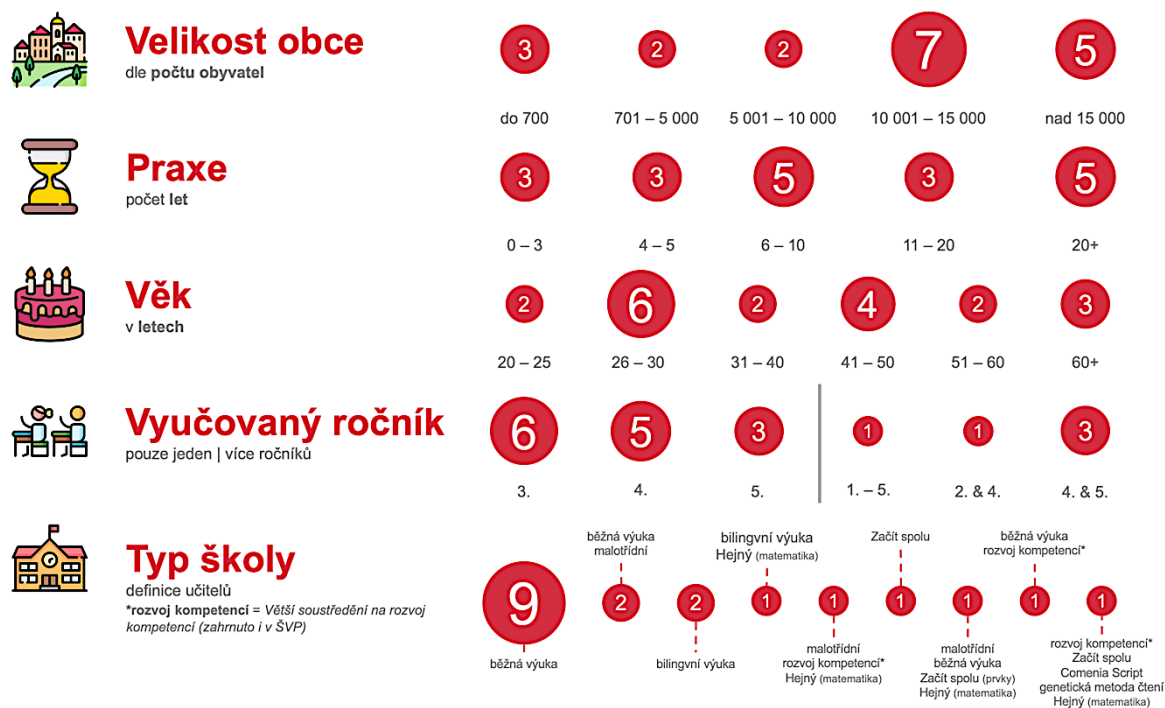 Velikost obce
dle počtu obyvatel
3 2 2 7 5
do 700 701 – 5 000 5 001 – 10 000 10 001 – 15 000 nad 15 000
Praxe
počet let
3 3 5 3 5
0 – 3 4 – 5 6 – 10 11 – 20 20+
Věk
v letech
2 6 2 4 2 3
20 – 25 26 – 30 31 – 40 41 – 50 51 – 60 60+
Vyučovaný ročník
pouze jeden | více ročníků
6 5 3 1 1 3
3. 4. 5. 1. – 5. 2. & 4. 4. & 5.
Typ školy
definice učitelů
*rozvoj kompetencí = Větší soustředění na rozvoj
kompetencí (zahrnuto i v ŠVP)
běžná výuka
malotřídní
bilingvní výuka
Hejný (matematika)
Začít spolu
běžná výuka
rozvoj kompetencí*
9 2 2 1 1 1 1 1 1
běžná výuka
bilingvní výuka
malotřídní
rozvoj kompetencí*
Hejný (matematika)
malotřídní
běžná výuka
Začít spolu (prvky)
Hejný (matematika)
rozvoj kompetencí*
Začít spolu
Comenia Script
genetická metoda čtení
Hejný (matematika)